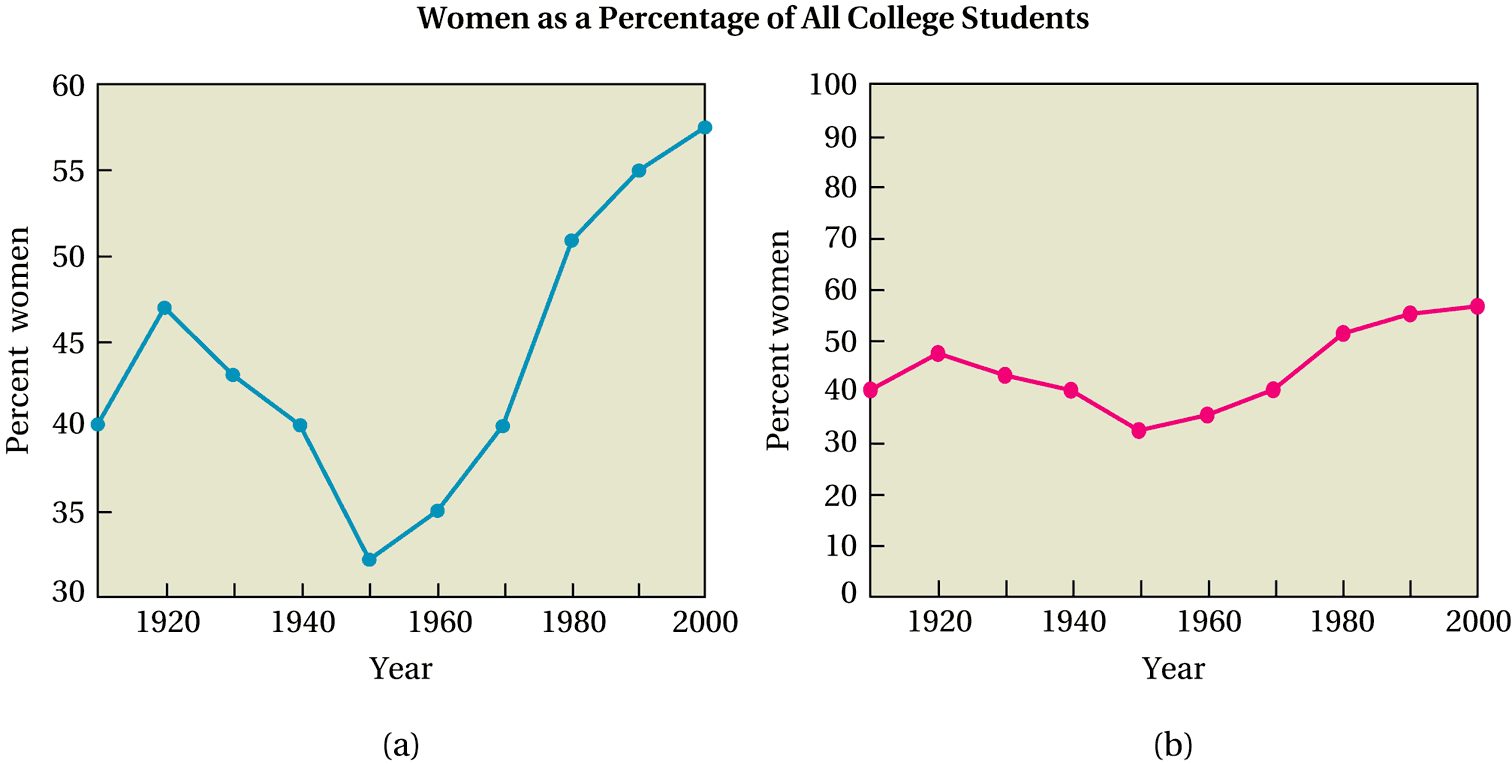 Women as a Percentage of All College Students
60
55
50
45
40
35
30
Percent women
1920 1940 1960 1980 2000
Year
(a)
100
90
80
70
60
50
40
30
20
10
0
Percent women
1920 1940 1960 1980 2000
Year
(b)